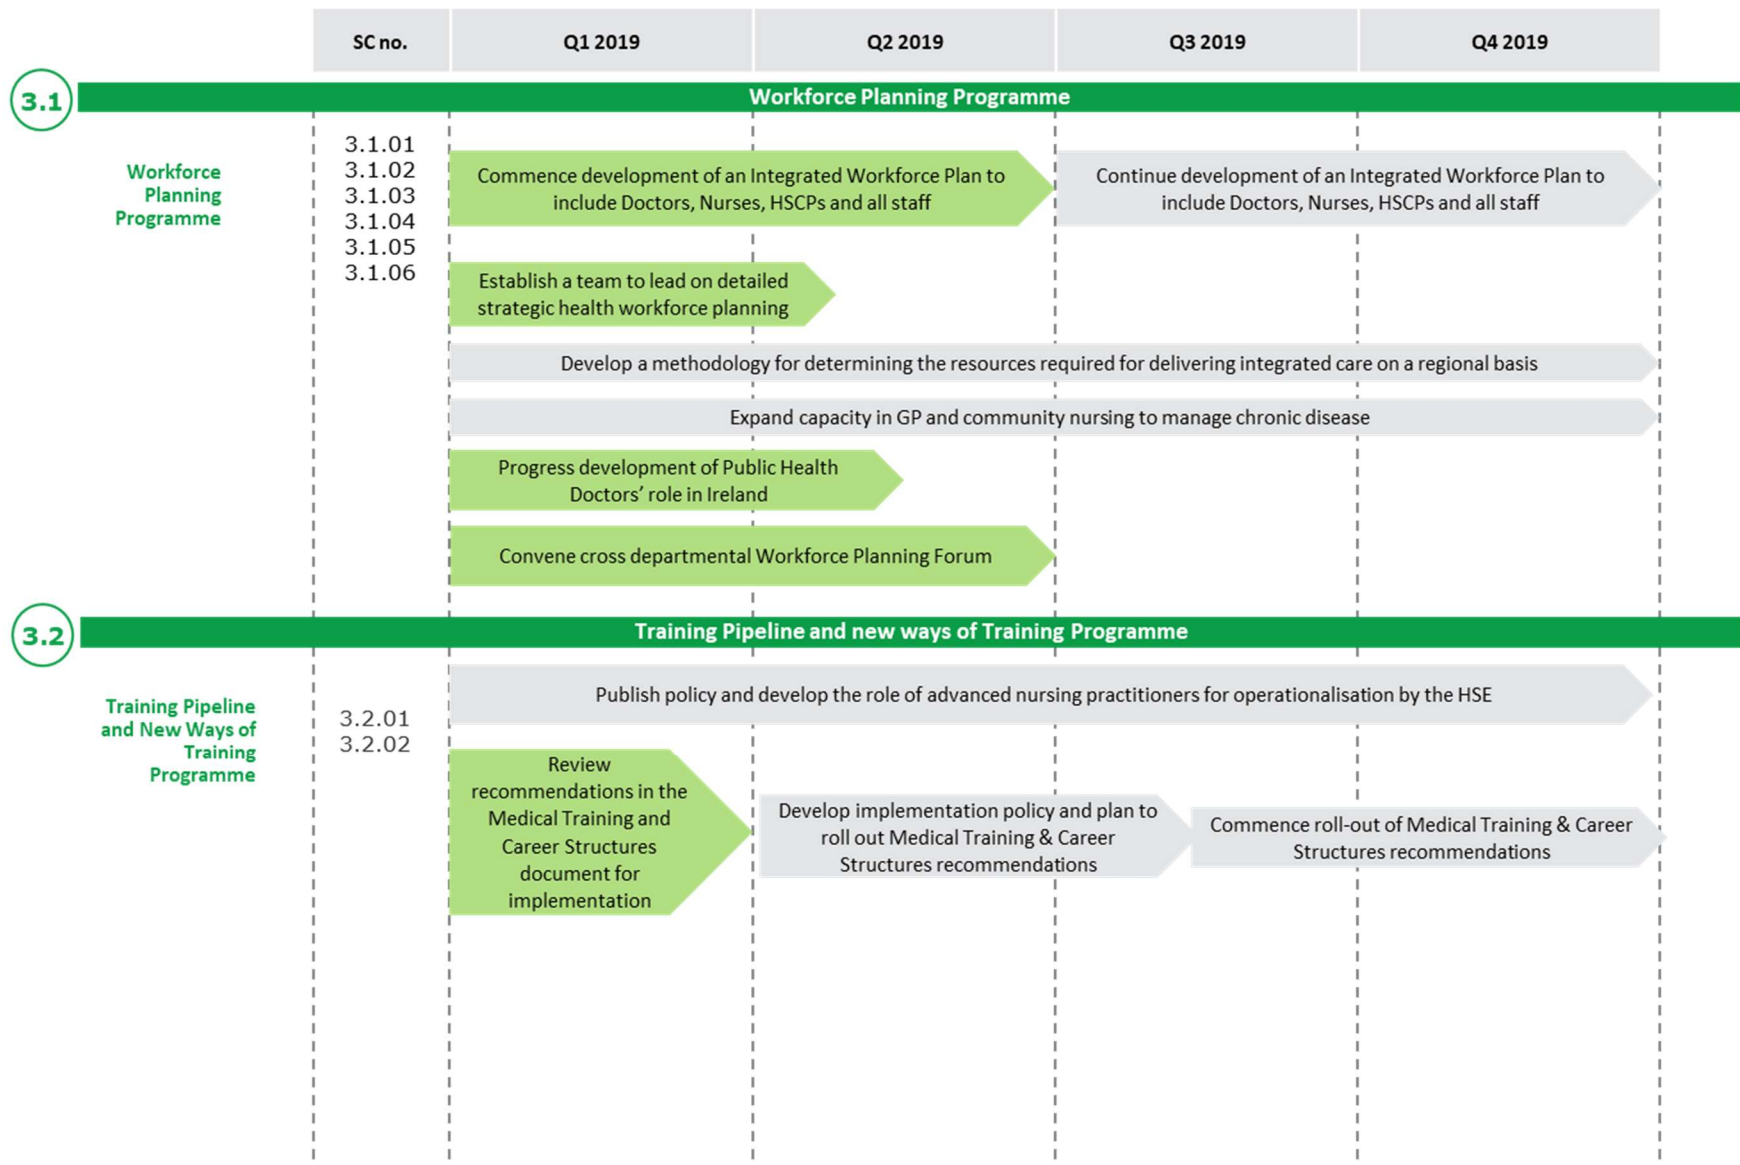 SC no.
Q1 2019
Q2 2019
Q3 2019
Q4 2019
3.1
Workforce Planning Programme
Workforce
Planning
Programme
3.1.01
3.1.02
3.1.03
3.1.04
3.1.05
3.1.06
Commence development of an Integrated Workforce Plan to
include Doctors, Nurses, HSCPs and all staff
Continue development of an Integrated Workforce Plan to
include Doctors, Nurses, HSCPs and all staff
Establish a team to lead on detailed
strategic health workforce planning
Develop a methodology for determining the resources required for delivering integrated care on a regional basis
Expand capacity in GP and community nursing to manage chronic disease
Progress development of Public Health
Doctors’ role in Ireland
Convene cross departmental Workforce Planning Forum
3.2
Training Pipeline and new ways of Training Programme
Training Pipeline
and New Ways of
Training
Programme
3.2.01
3.2.02
Publish policy and develop the role of advanced nursing practitioners for operationalisation by the HSE
Review
recommendations in the
Medical Training and
Career Structures
document for
implementation
Develop implementation policy and plan to
roll out Medical Training & Career
Structures recommendations
Commence roll-out of Medical Training & Career
Structures recommendations